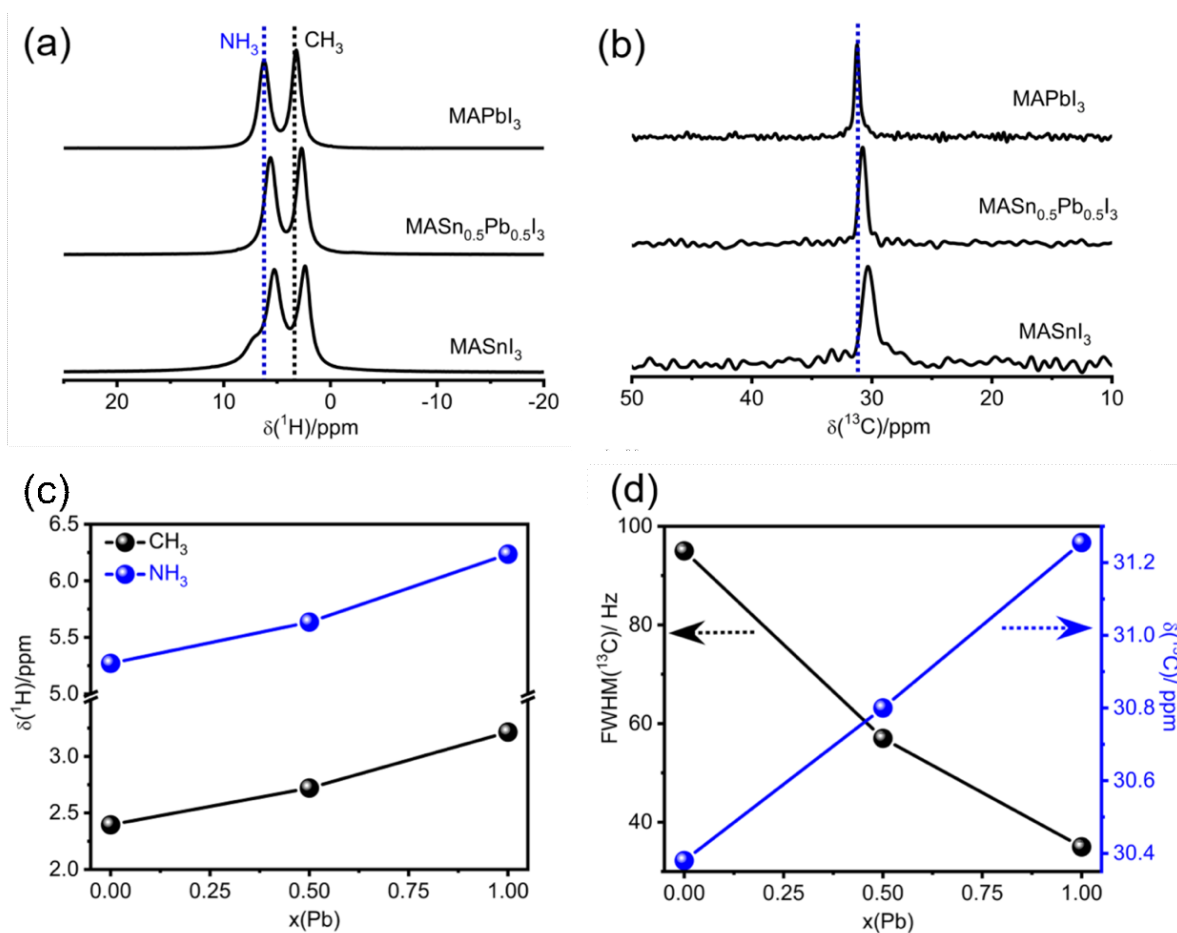 (a)
NH₃
CH₃
MAPbI₃
MASn₀.₅Pb₀.₅I₃
MASnI₃
20 10 0 -10 -20
δ(¹H)/ppm
(b)
MAPbI₃
MASn₀.₅Pb₀.₅I₃
MASnI₃
50 40 30 20 10
δ(¹³C)/ppm
(c)
CH₃
NH₃
6.5
6.0
5.5
5.0
3.0
2.5
2.0
δ(¹H)/ppm
0.00 0.25 0.50 0.75 1.00
x(Pb)
(d)
100
80
60
40
FWHM(¹³C)/ Hz
31.2
31.0
30.8
30.6
30.4
δ(¹³C)/ ppm
0.00 0.25 0.50 0.75 1.00
x(Pb)